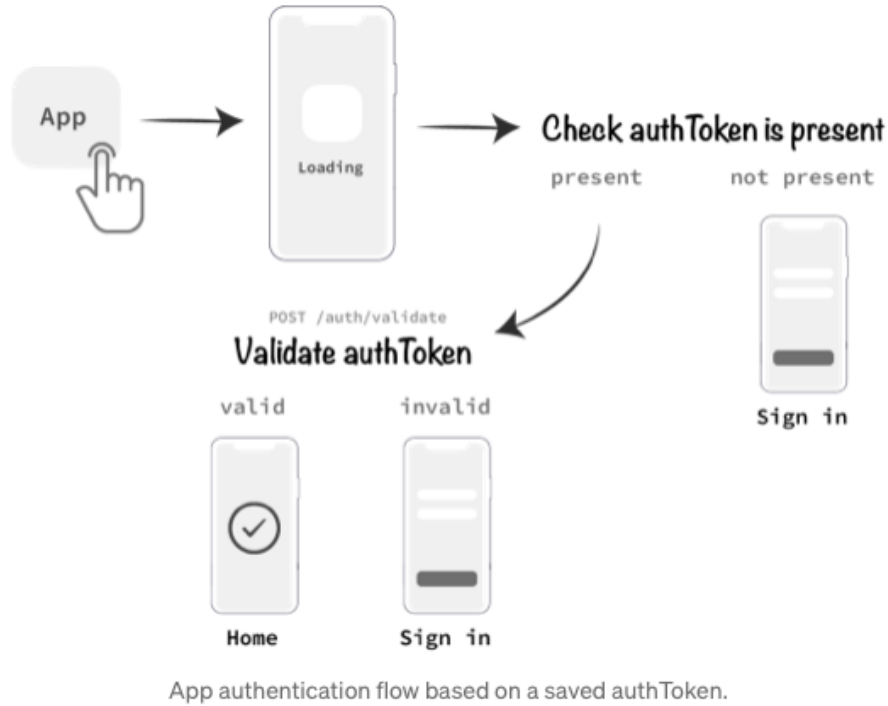 App
Loading
Check authToken is present
present
not present
POST /auth/validate
Validate authToken
valid
invalid
Sign in
Home
Sign in
App authentication flow based on a saved authToken.